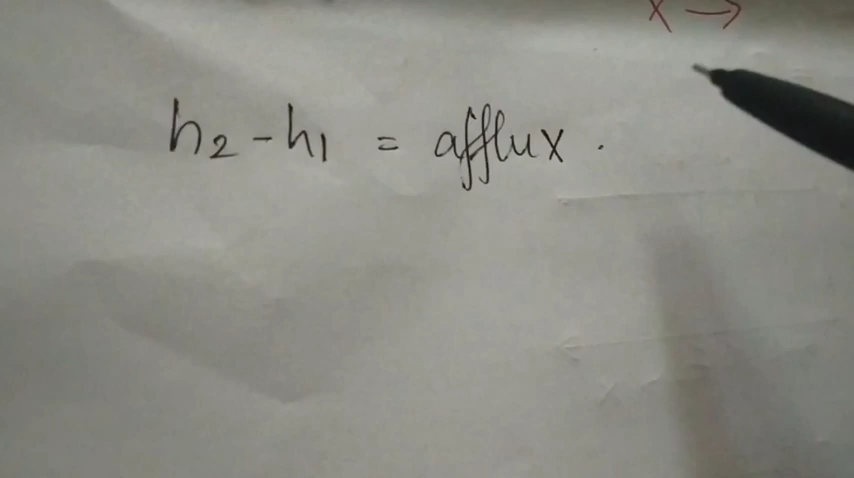 x →
h2 - h1 = afflux .